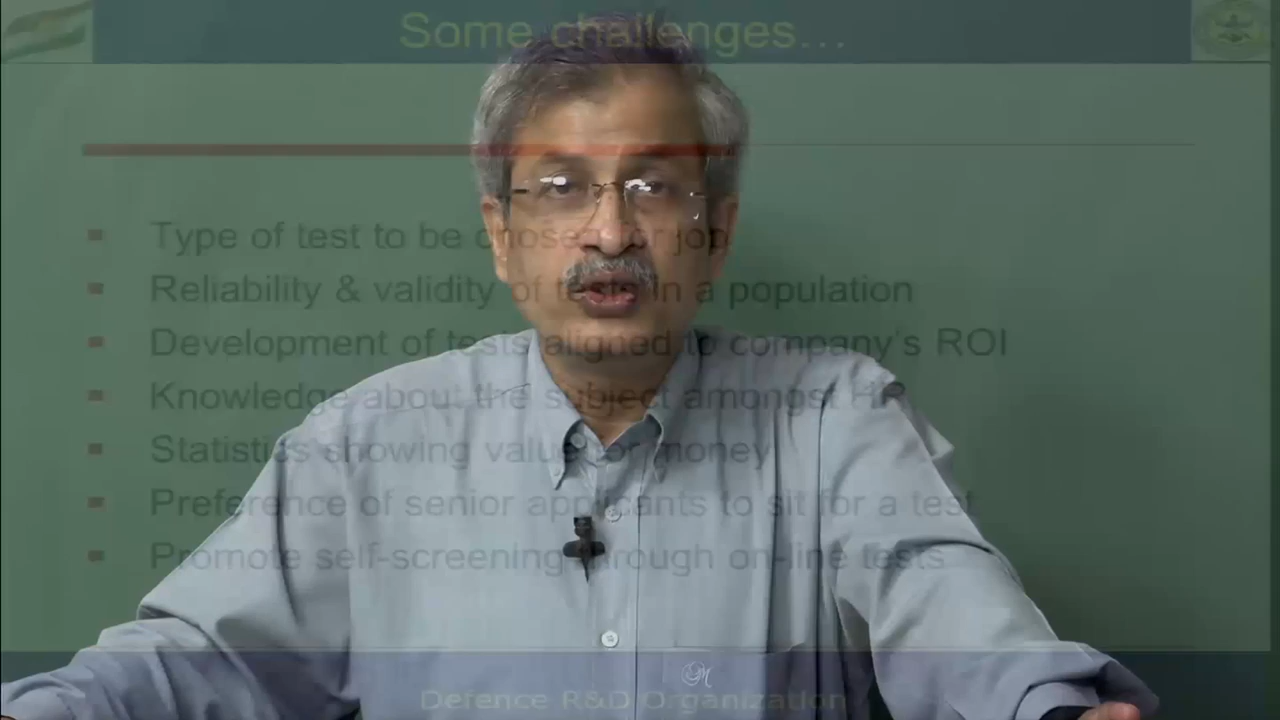 Some challenges...
Type of test to be chosen for job
Reliability & validity of tests in a population
Development of tests aligned to company's ROI
Knowledge about the subject amongst HR
Statistics showing value for money
Preference of senior applicants to sit for a test
Promote self-screening through on-line tests
Defence R&D Organization